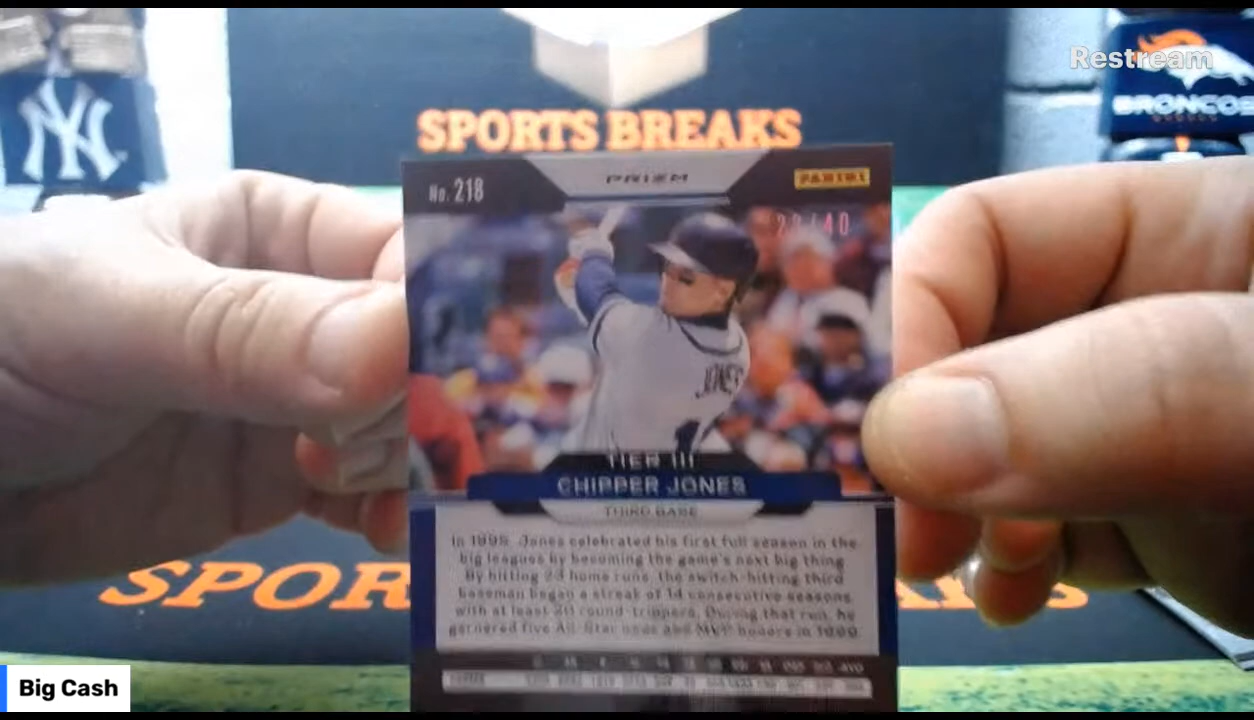 Restream
NY
BRONCOS
SPORTS BREAKS
No. 218
PRIZM
PANINI
/40
JONES
1
TIER III
CHIPPER JONES
THIRD BASE
In 1995, Jones celebrated his first full season in the
big leagues by becoming the game's next big thing.
By hitting 23 home runs, the switch-hitting third
baseman began a streak of 14 consecutive seasons
with at least 20 round-trippers. During that run, he
garnered five All-Star nods and MVP honors in 1999.
SPOR
Big Cash